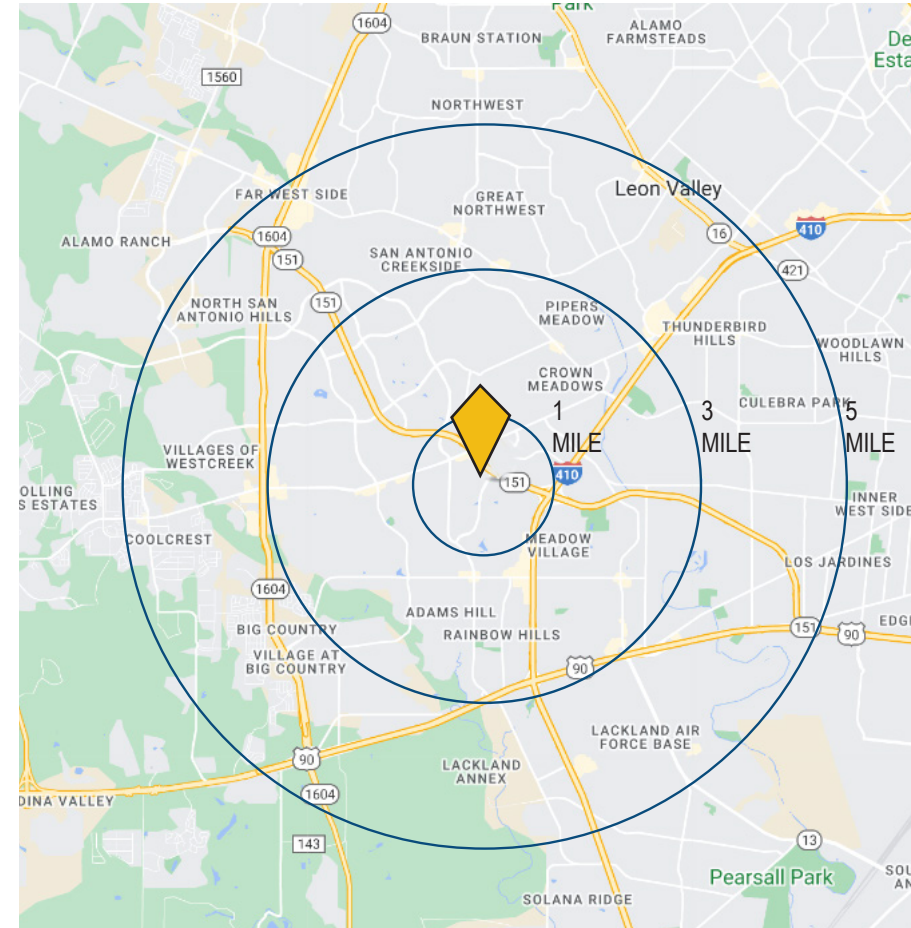 Park
1604
BRAUN STATION
ALAMO
FARMSTEADS
De
Esta
1560
NORTHWEST
FAR WEST SIDE
GREAT
NORTHWEST
Leon Valley
ALAMO RANCH
1604
151
SAN ANTONIO
CREEKSIDE
16
410
421
NORTH SAN
ANTONIO HILLS
151
PIPERS
MEADOW
THUNDERBIRD
HILLS
WOODLAWN
HILLS
CROWN
MEADOWS
CULEBRA PARK
1
MILE
3
MILE
5
MILE
VILLAGES OF
WESTCREEK
151
410
OLLING
S ESTATES
INNER
WEST SIDE
COOLCREST
MEADOW
VILLAGE
LOS JARDINES
1604
ADAMS HILL
BIG COUNTRY
RAINBOW HILLS
151
90
EDG
VILLAGE AT
BIG COUNTRY
90
LACKLAND AIR
FORCE BASE
90
LACKLAND
ANNEX
DINA VALLEY
1604
143
13
Pearsall Park
SOU
AN
SOLANA RIDGE